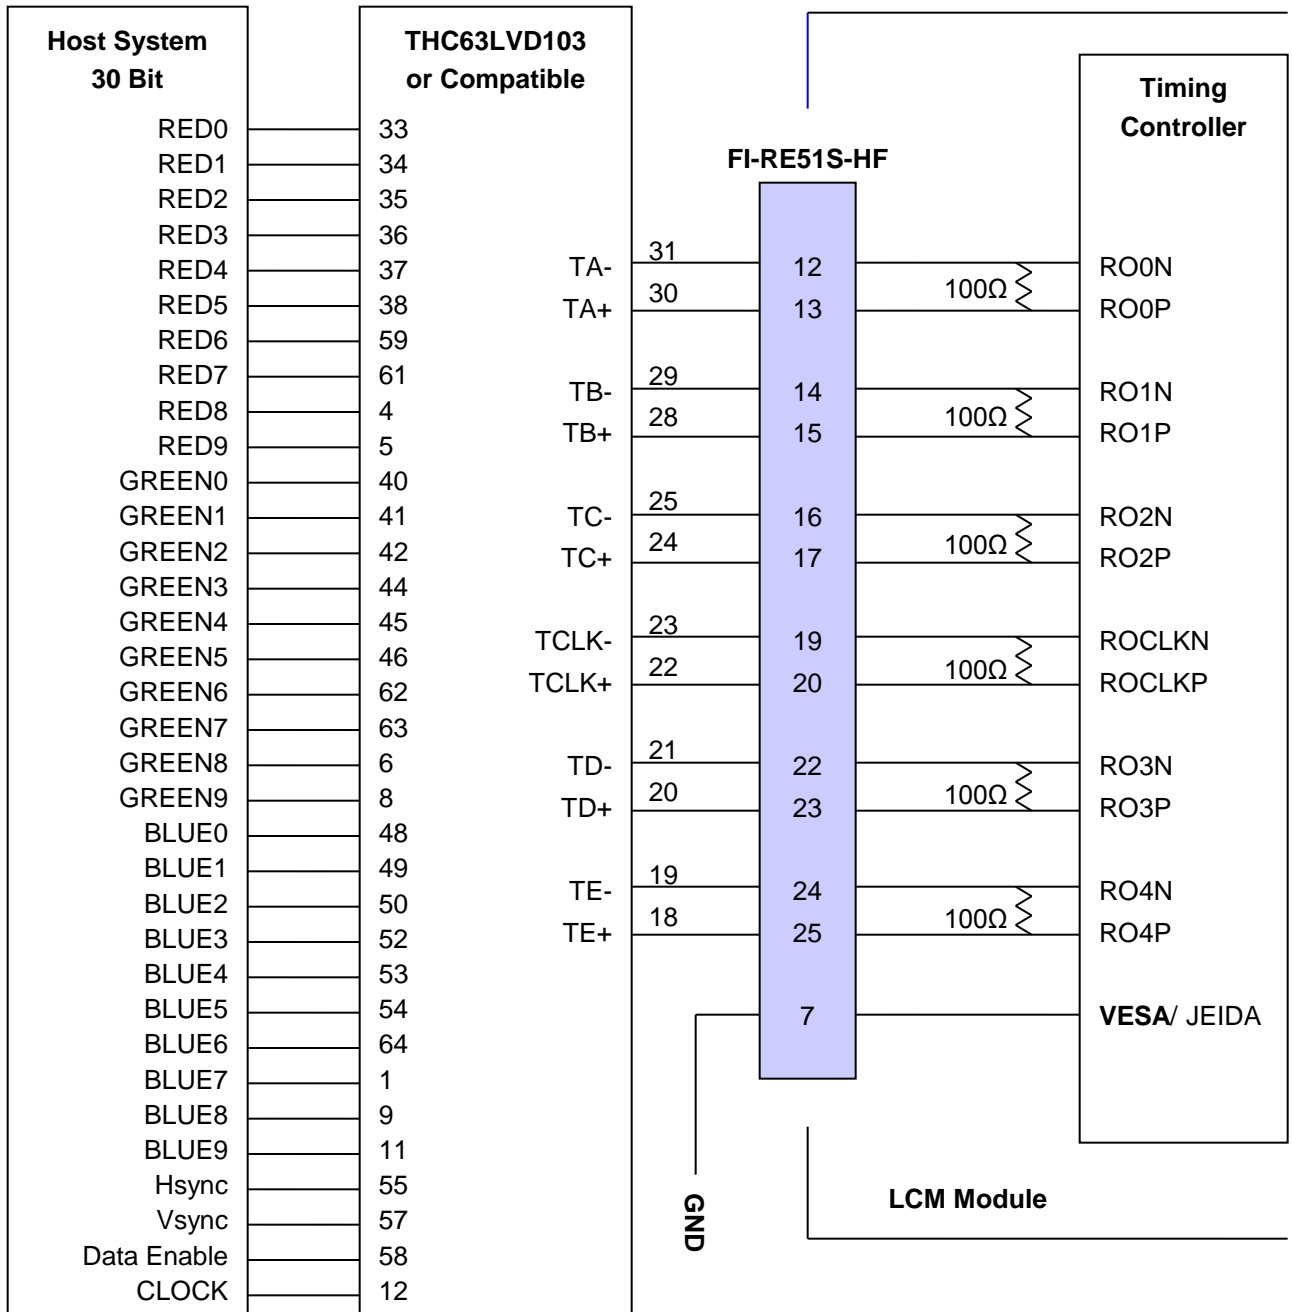 Host System
30 Bit
RED0
RED1
RED2
RED3
RED4
RED5
RED6
RED7
RED8
RED9
GREEN0
GREEN1
GREEN2
GREEN3
GREEN4
GREEN5
GREEN6
GREEN7
GREEN8
GREEN9
BLUE0
BLUE1
BLUE2
BLUE3
BLUE4
BLUE5
BLUE6
BLUE7
BLUE8
BLUE9
Hsync
Vsync
Data Enable
CLOCK
THC63LVD103
or Compatible
33
34
35
36
37
38
59
61
4
5
40
41
42
44
45
46
62
63
6
8
48
49
50
52
53
54
64
1
9
11
55
57
58
12
TA-
TA+
TB-
TB+
TC-
TC+
TCLK-
TCLK+
TD-
TD+
TE-
TE+
31
30
29
28
25
24
23
22
21
20
19
18
GND
FI-RE51S-HF
12
13
14
15
16
17
19
20
22
23
24
25
7
100Ω
100Ω
100Ω
100Ω
100Ω
100Ω
Timing
Controller
RO0N
RO0P
RO1N
RO1P
RO2N
RO2P
ROCLKN
ROCLKP
RO3N
RO3P
RO4N
RO4P
VESA/ JEIDA
LCM Module